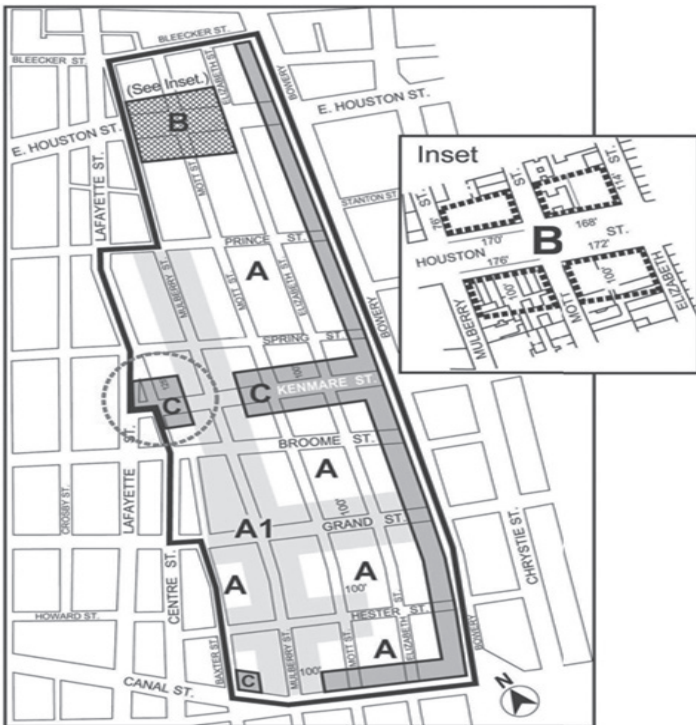 BLEECKER ST.
BLEECKER ST.
(See Inset.)
ELIZABETH ST.
BOWERY
E. HOUSTON ST.
E. HOUSTON ST.
B
LAFAYETTE ST.
MOTT ST.
STANTON ST.
Inset
ST.
ST.
76'
114'
170'
168'
HOUSTON
B
ST.
176'
172'
100'
100'
MULBERRY
MOTT
ELIZABETH
PRINCE ST.
A
MULBERRY ST.
MOTT ST.
ELIZABETH ST.
BOWERY
SPRING ST.
100'
C
C
KENMARE ST.
BROOME ST.
ST.
A
100'
CROSBY ST.
LAFAYETTE
A1
GRAND ST.
CENTRE ST.
A
A
100'
CHRYSTIE ST.
HOWARD ST.
HESTER ST.
BAXTER ST.
MULBERRY ST.
MOTT ST.
ELIZABETH ST.
BOWERY
A
100'
C
CANAL ST.
N